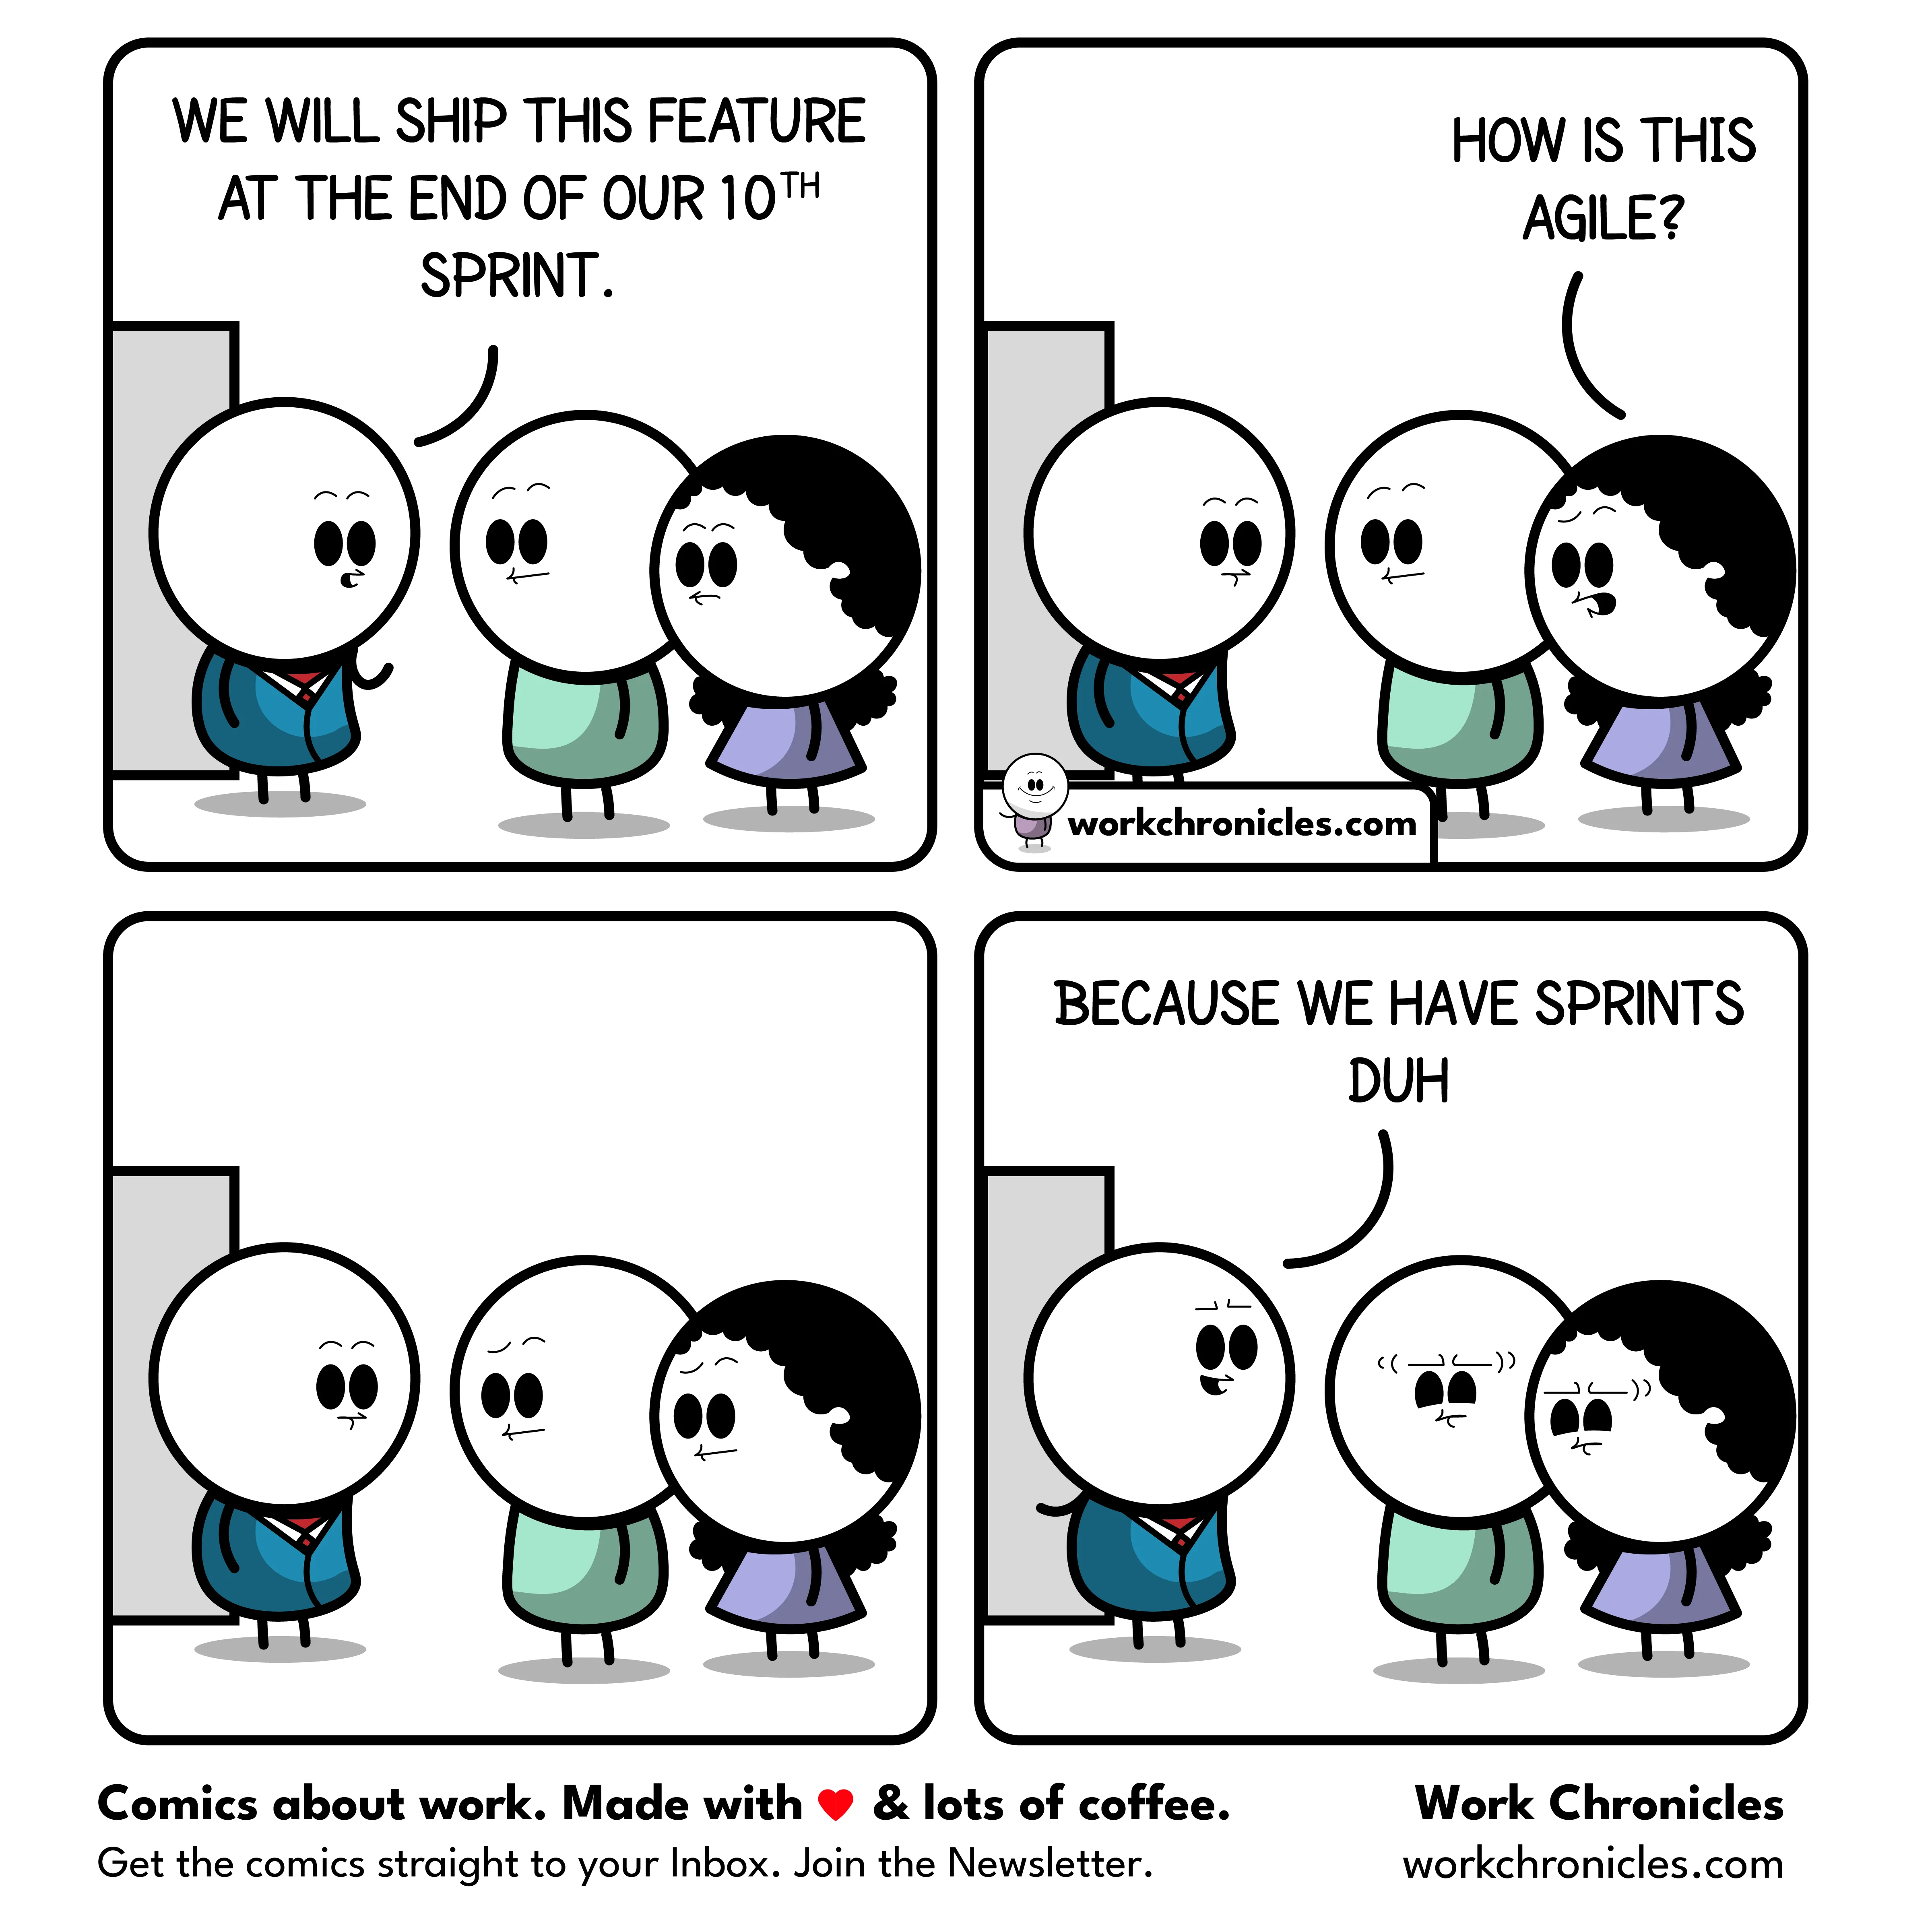 WE WILL SHIP THIS FEATURE
AT THE END OF OUR 10TH
SPRINT.
HOW IS THIS
AGILE?
workchronicles.com
BECAUSE WE HAVE SPRINTS
DUH
Comics about work. Made with ❤ & lots of coffee.
Get the comics straight to your Inbox. Join the Newsletter.
Work Chronicles
workchronicles.com